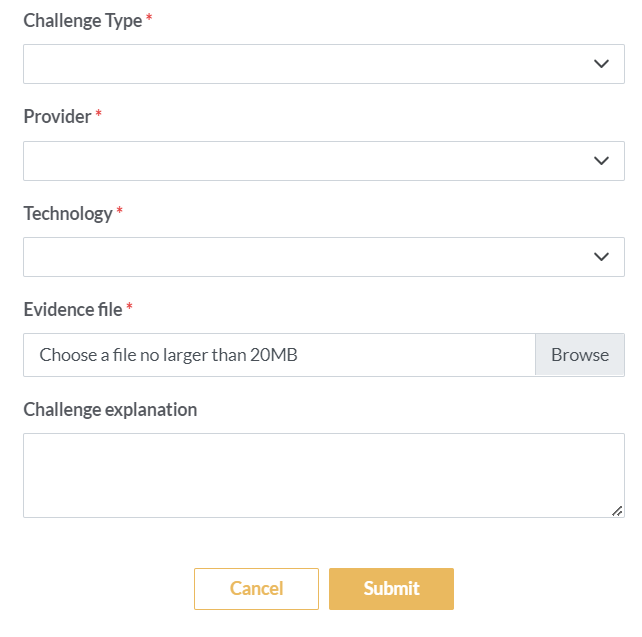 Challenge Type *
Provider *
Technology *
Evidence file *
Choose a file no larger than 20MB Browse
Challenge explanation
Cancel Submit